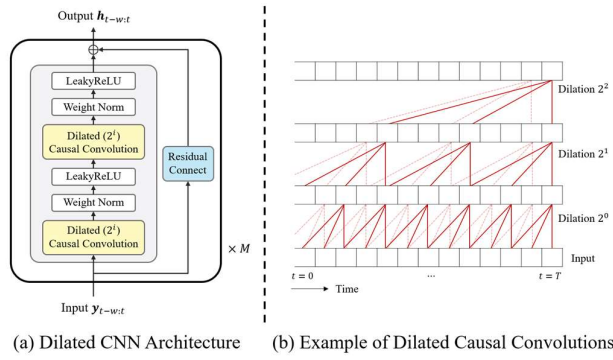 Output h_{t−w:t}
LeakyReLU
Weight Norm
Dilated (2^i)
Causal Convolution
LeakyReLU
Weight Norm
Dilated (2^i)
Causal Convolution
Residual
Connect
× M
Input y_{t−w:t}
(a) Dilated CNN Architecture
Dilation 2^2
Dilation 2^1
Dilation 2^0
Input
t = 0
...
t = T
Time
(b) Example of Dilated Causal Convolutions